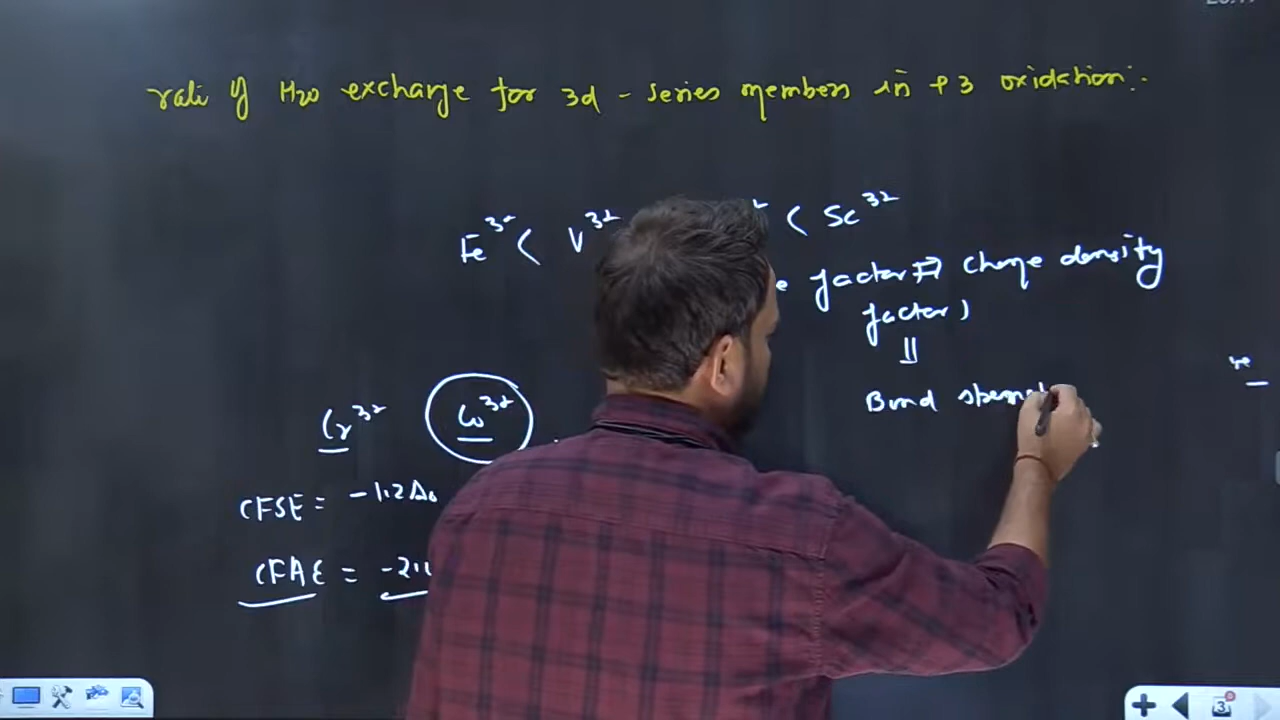 rate of H2O exchange for 3d - series members in +3 oxidation:-
Fe3+ < V3+ < Sc3+
factor → charge density
factor)
||
Bond
Cr3+ Co3+
CFSE = -1.2Δo
CFAE =
3